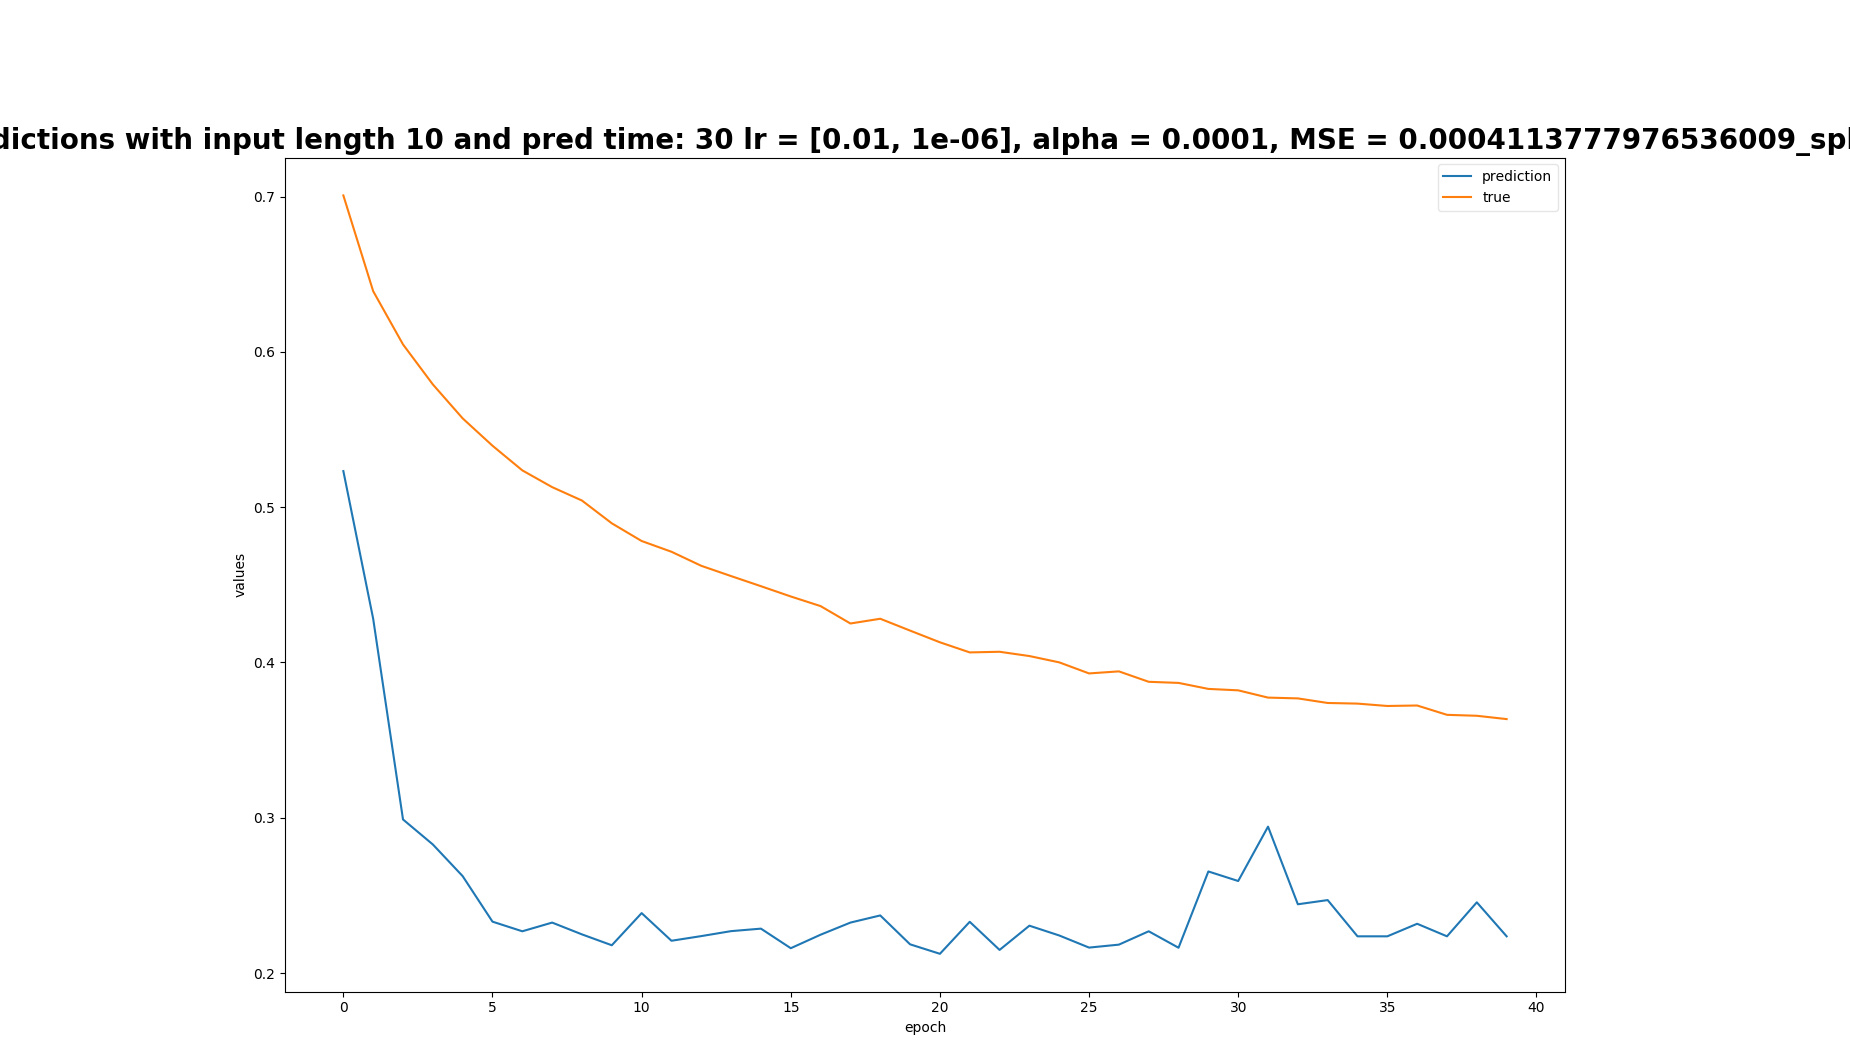 dictions with input length 10 and pred time: 30 lr = [0.01, 1e-06], alpha = 0.0001, MSE = 0.0004113777976536009_spl
prediction
true
0.7
0.6
0.5
0.4
0.3
0.2
values
0 5 10 15 20 25 30 35 40
epoch